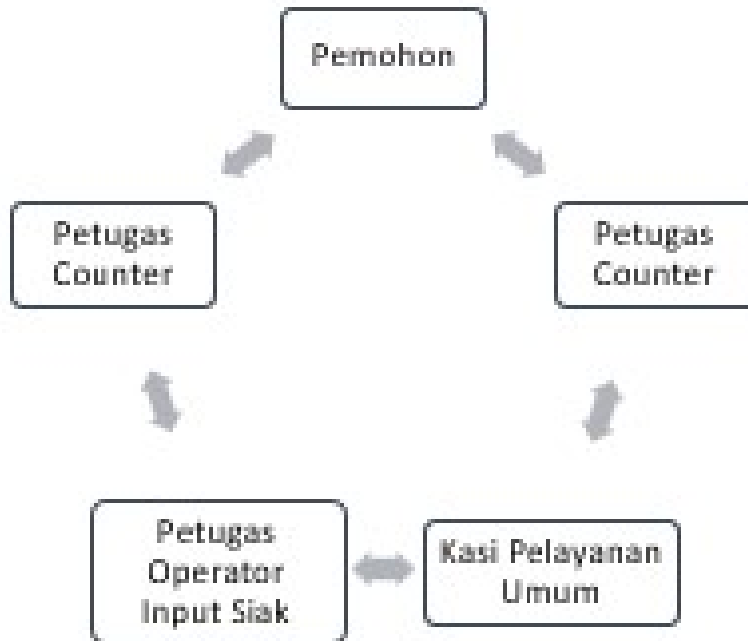 Pemohon
Petugas
Counter
Petugas
Counter
Petugas
Operator
Input Siak
Kasi Pelayanan
Umum